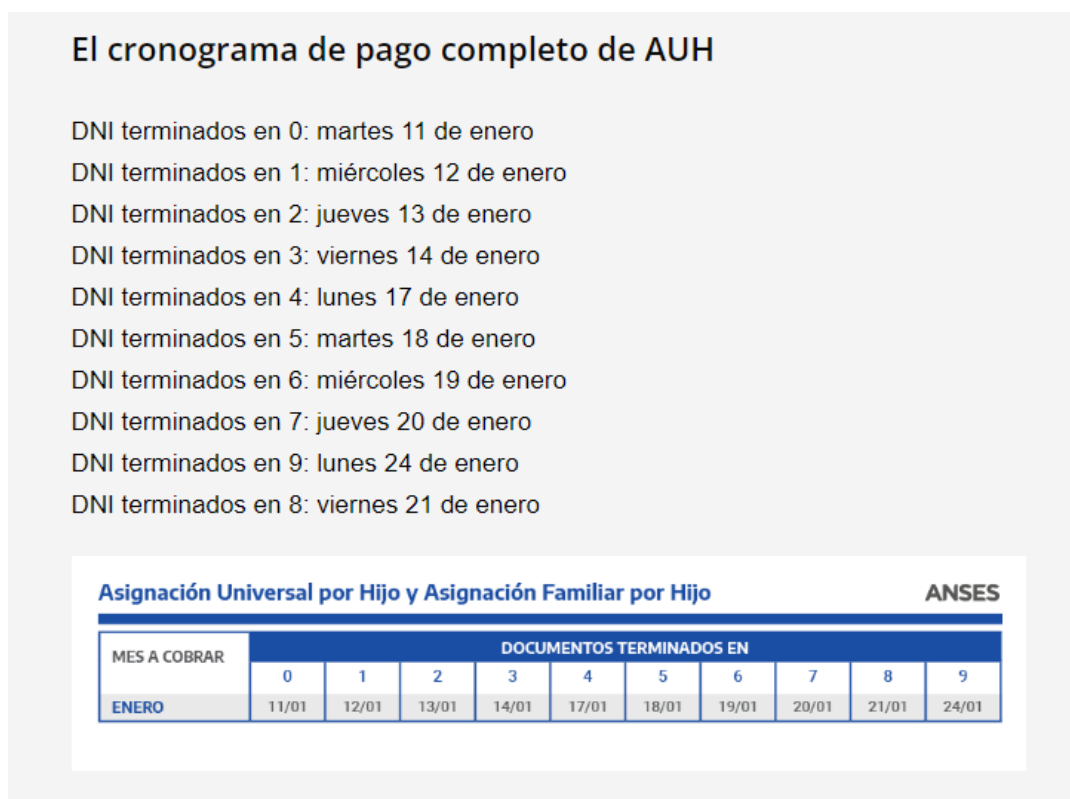 El cronograma de pago completo de AUH
DNI terminados en 0: martes 11 de enero
DNI terminados en 1: miércoles 12 de enero
DNI terminados en 2: jueves 13 de enero
DNI terminados en 3: viernes 14 de enero
DNI terminados en 4: lunes 17 de enero
DNI terminados en 5: martes 18 de enero
DNI terminados en 6: miércoles 19 de enero
DNI terminados en 7: jueves 20 de enero
DNI terminados en 9: lunes 24 de enero
DNI terminados en 8: viernes 21 de enero
Asignación Universal por Hijo y Asignación Familiar por Hijo ANSES
MES A COBRAR DOCUMENTOS TERMINADOS EN
0 1 2 3 4 5 6 7 8 9
ENERO 11/01 12/01 13/01 14/01 17/01 18/01 19/01 20/01 21/01 24/01